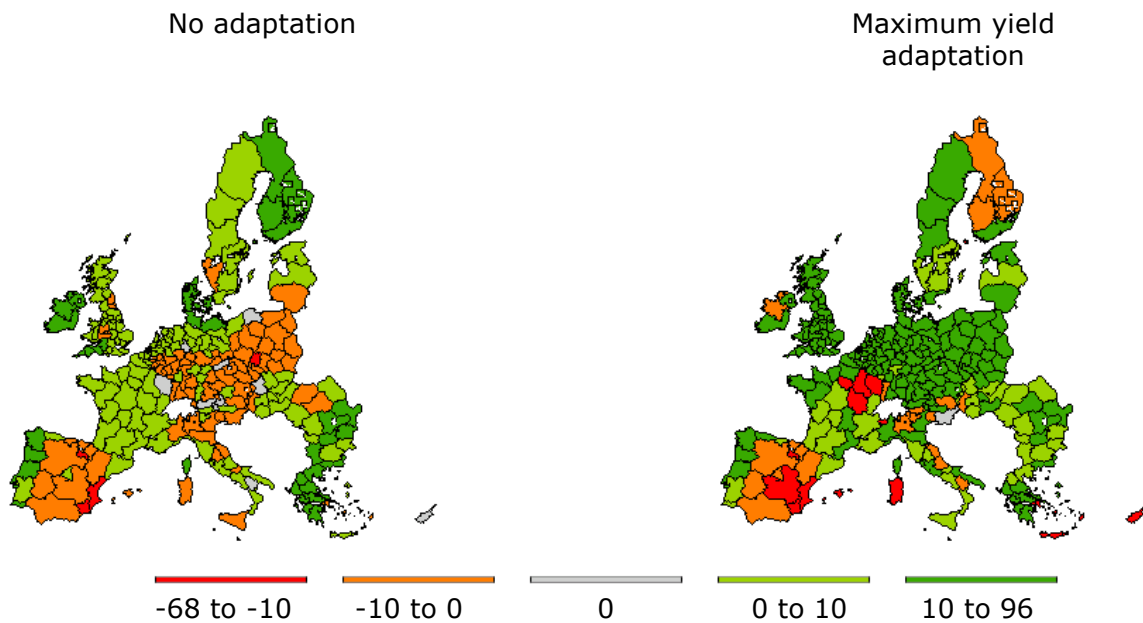 No adaptation
Maximum yield
adaptation
-68 to -10
-10 to 0
0
0 to 10
10 to 96